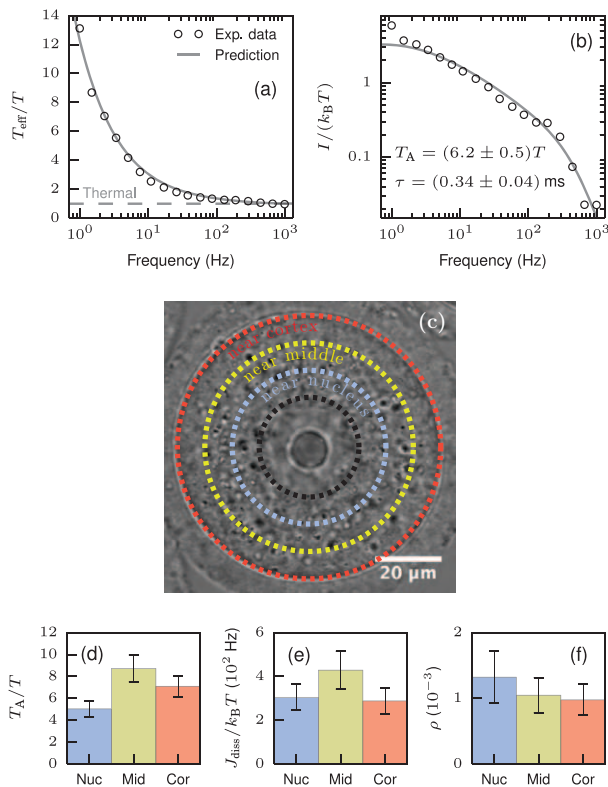 14
12
10
8
6
4
2
0
T_eff/T
Exp. data
Prediction
(a)
Thermal
10^0 10^1 10^2 10^3
Frequency (Hz)
(b)
1
0.1
I/(k_B T)
T_A = (6.2 ± 0.5)T
τ = (0.34 ± 0.04) ms
10^0 10^1 10^2 10^3
Frequency (Hz)
(c)
near cortex
near middle
near nucleus
20 µm
12
10
8
6
4
2
0
T_A/T
(d)
Nuc Mid Cor
6
4
2
0
J_diss/k_B T (10^2 Hz)
(e)
Nuc Mid Cor
2
1
0
ρ (10^-3)
(f)
Nuc Mid Cor